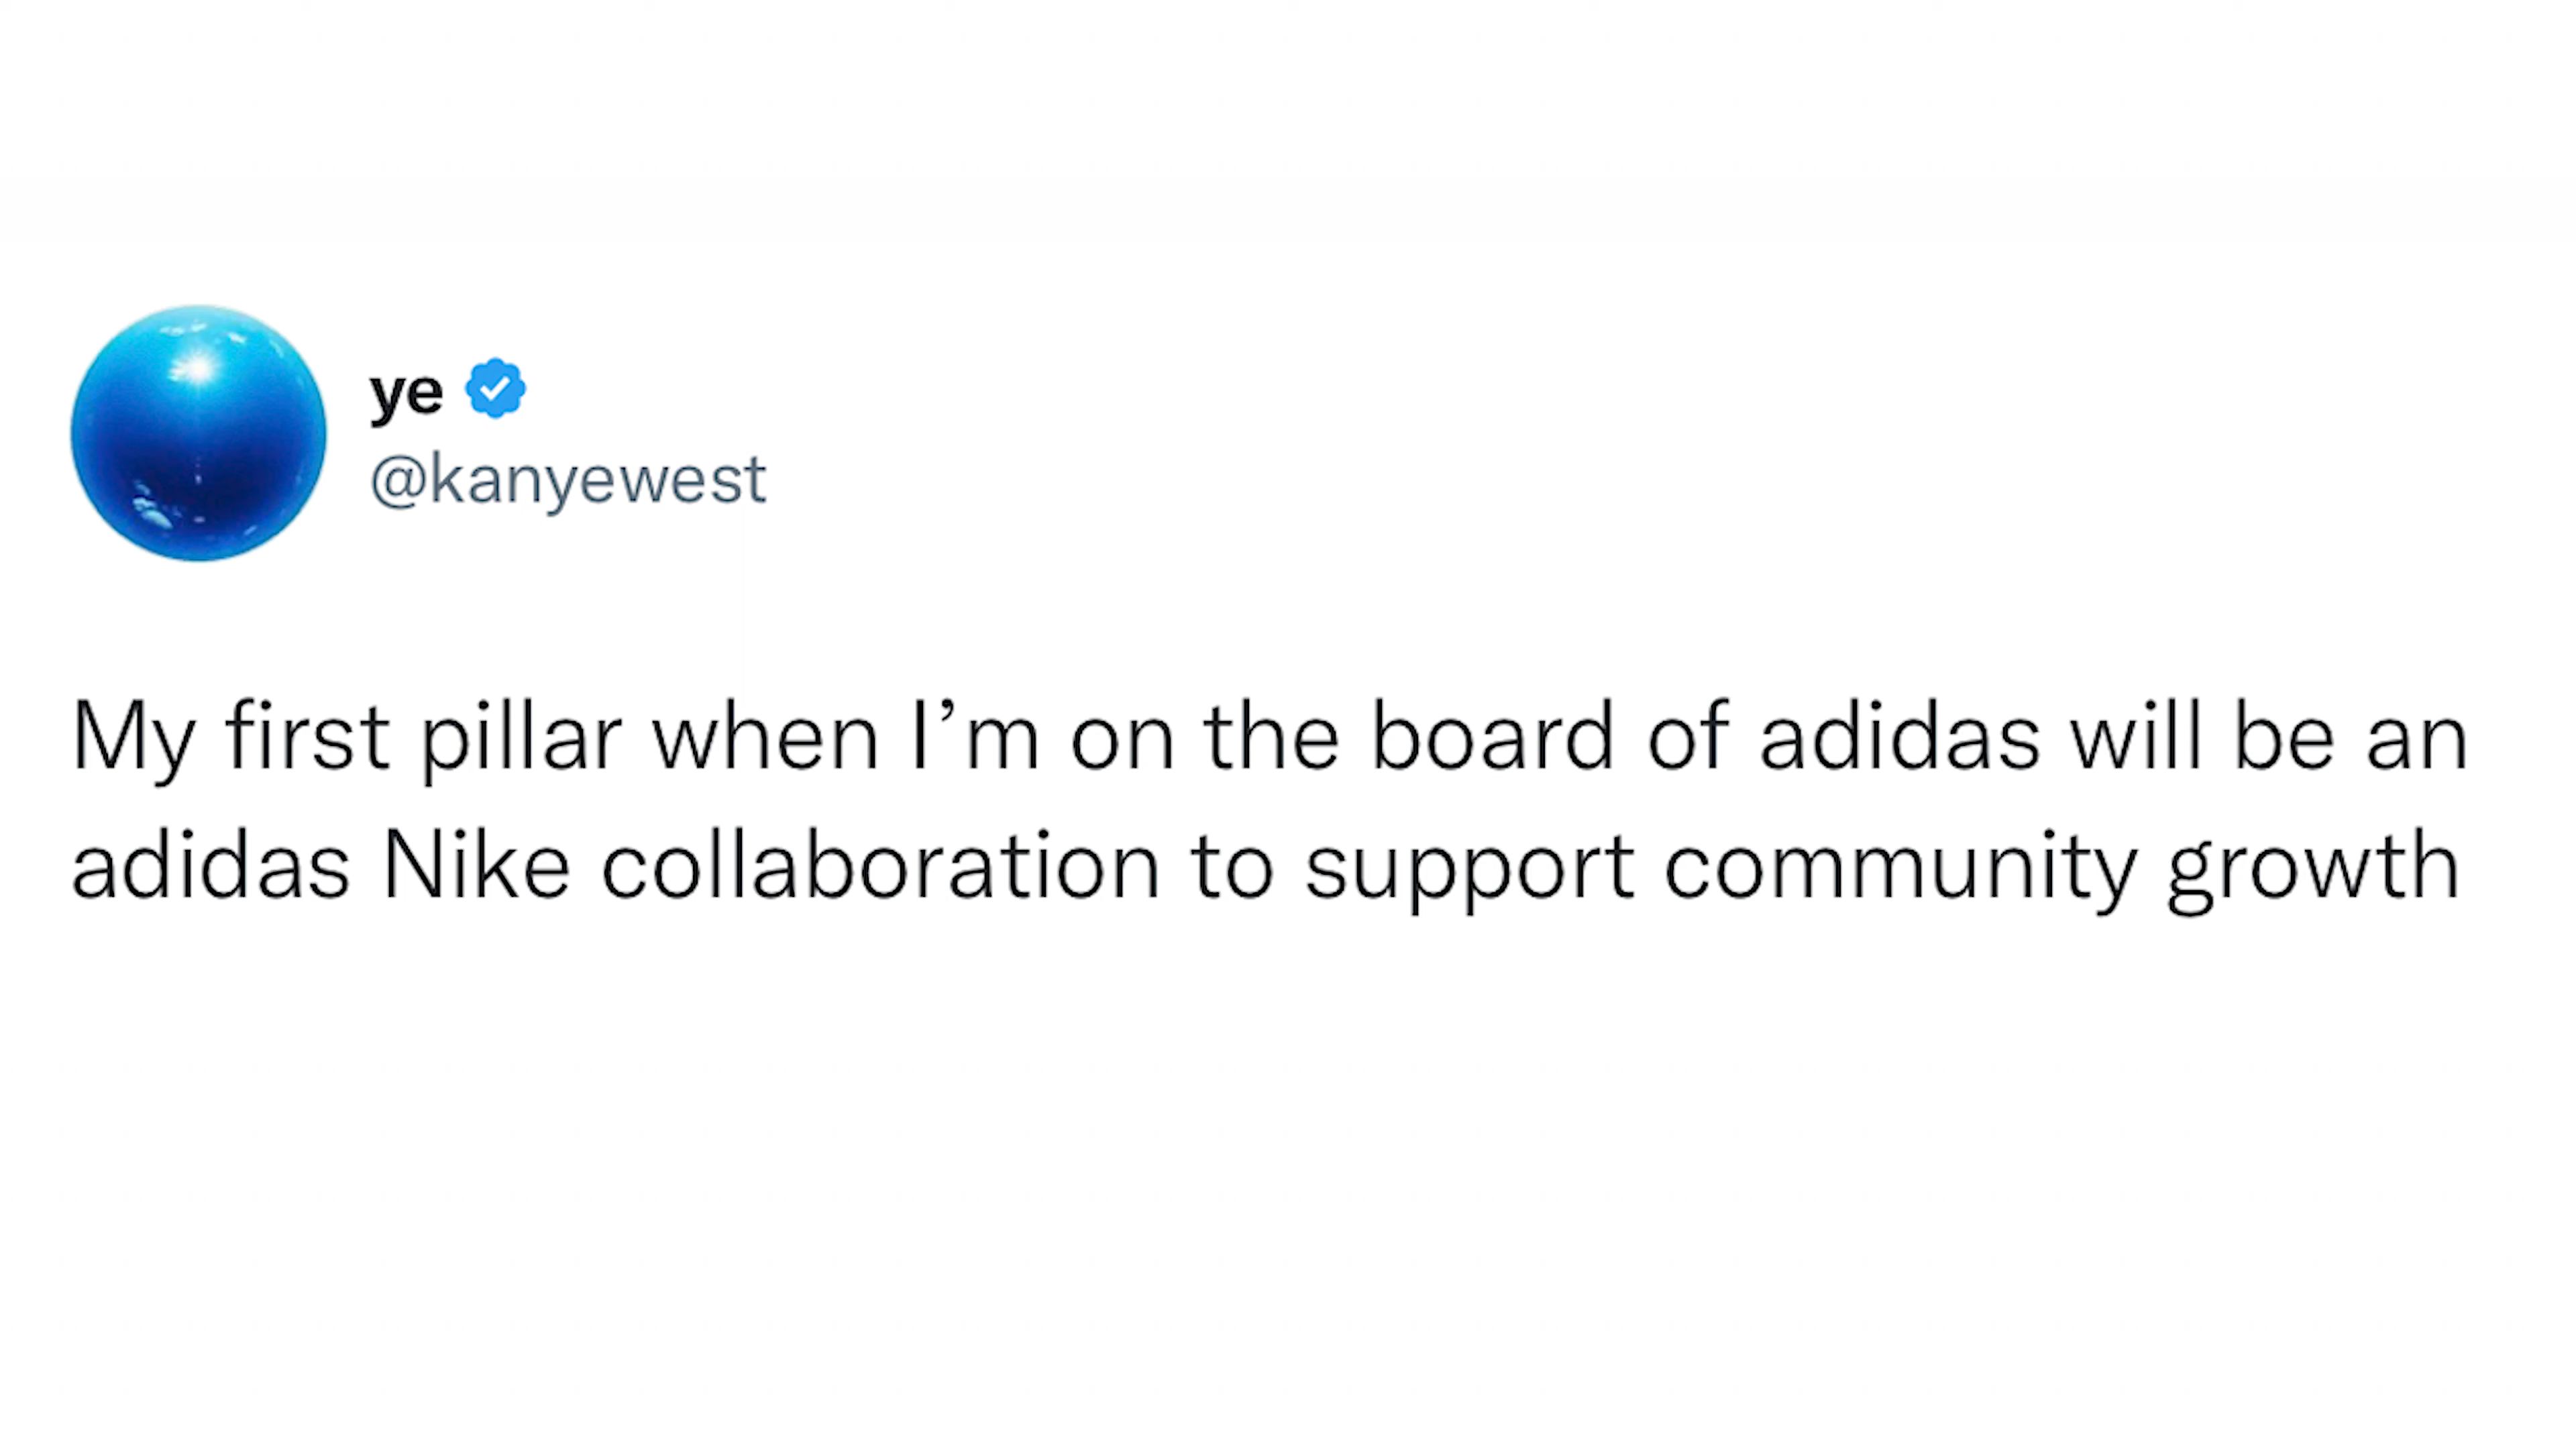 ye
@kanyewest
My first pillar when I’m on the board of adidas will be an
adidas Nike collaboration to support community growth